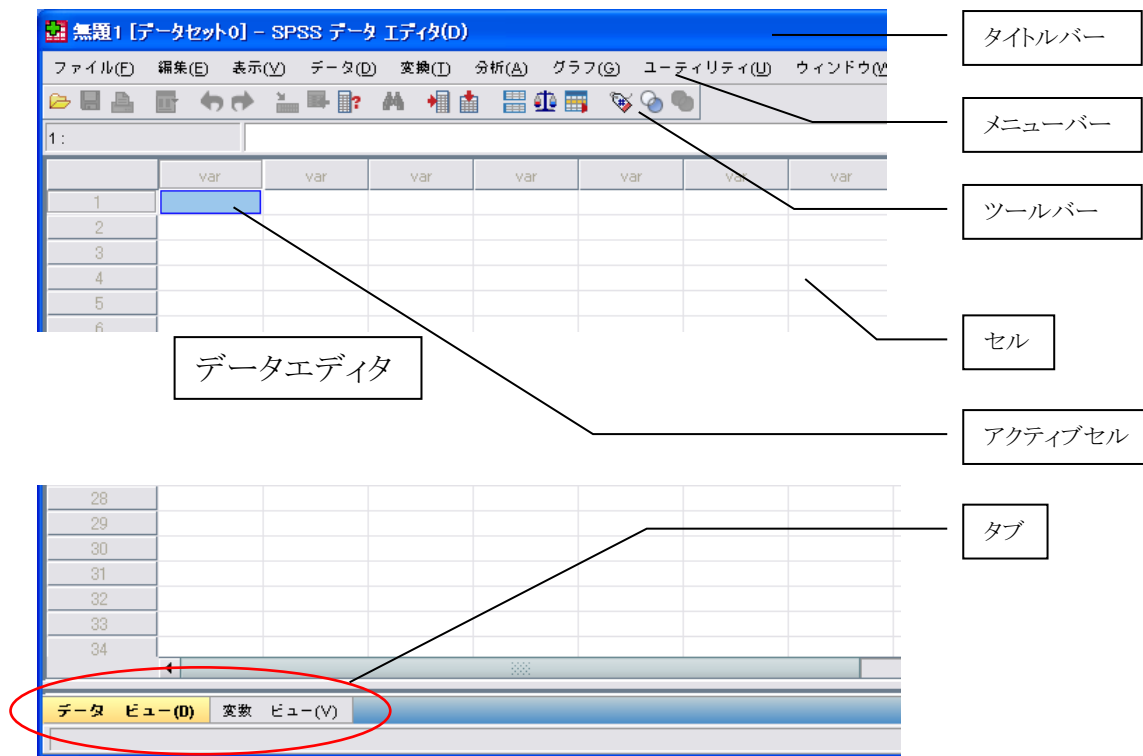 無題1 [データセット0] - SPSS データ エディタ(D)
タイトルバー
ファイル(F) 編集(E) 表示(V) データ(D) 変換(T) 分析(A) グラフ(G) ユーティリティ(U) ウィンドウ(W
メニューバー
1 :
var var var var var var var
ツールバー
1
2
3
4
5
6
セル
データエディタ
アクティブセル
28
29
30
31
32
33
34
タブ
データ ビュー(D) 変数 ビュー(V)